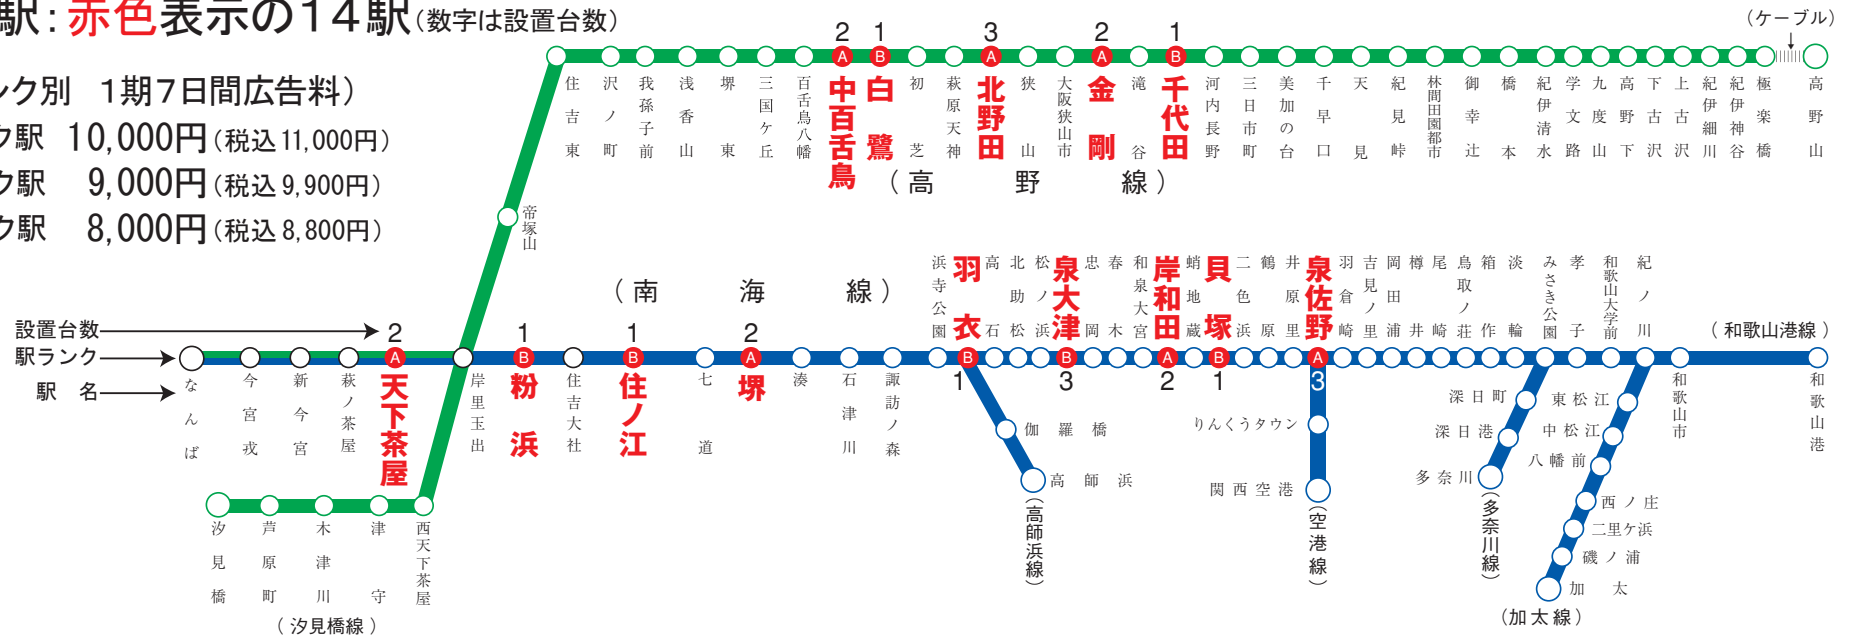 駅：赤色表示の14駅（数字は設置台数）
ンク別　1期7日間広告料）
ク駅　10,000円（税込11,000円）
ク駅　9,000円（税込9,900円）
ク駅　8,000円（税込8,800円）
（ケーブル）
2 1 3 2 1
A B A A B
住吉東
沢ノ町
我孫子前
浅香山
堺東
三国ケ丘
百舌鳥八幡
中百舌鳥
白鷺
初芝
萩原天神
北野田
狭山
大阪狭山市
金剛
滝谷
千代田
河内長野
三日市町
美加の台
千早口
天見
紀見峠
林間田園都市
御幸辻
橋本
紀伊清水
学文路
九度山
高野下
下古沢
上古沢
紀伊細川
紀伊神谷
極楽橋
高野山
（高野線）
帝塚山
（南海線）
浜寺公園
羽衣
高石
北助松
松ノ浜
泉大津
忠岡
春木
和泉大宮
岸和田
蛸地蔵
貝塚
二色浜
鶴原
井原里
泉佐野
羽倉崎
吉見ノ里
岡田浦
樽井
尾崎
鳥取ノ荘
箱作
淡輪
みさき公園
孝子
和歌山大学前
紀ノ川
（和歌山港線）
設置台数
2 1 1 2
駅ランク
A B B A B B A B A
1 3 2 1 3
駅名
なんば
今宮戎
新今宮
萩ノ茶屋
天下茶屋
岸里玉出
粉浜
住吉大社
住ノ江
七道
堺
湊
石津川
諏訪ノ森
和歌山市
和歌山港
伽羅橋
高師浜
（高師浜線）
りんくうタウン
関西空港
（空港線）
深日町
深日港
多奈川
（多奈川線）
東松江
中松江
八幡前
西ノ庄
二里ケ浜
磯ノ浦
加太
（加太線）
汐見橋
芦原町
木津川
津守
西天下茶屋
（汐見橋線）